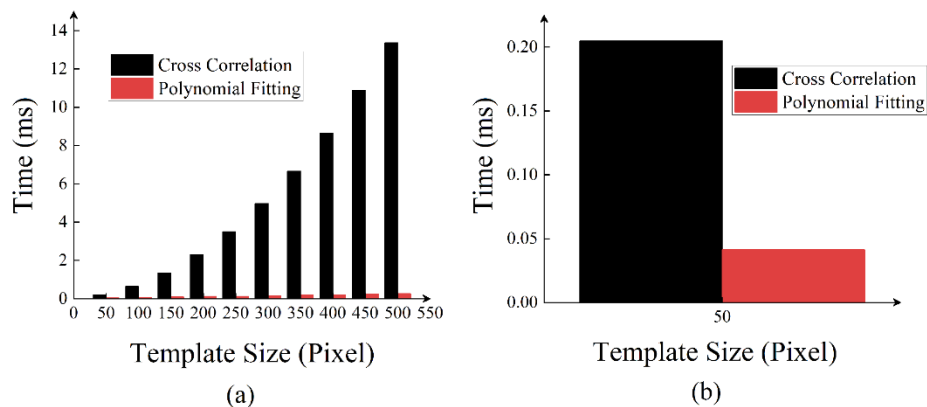 14
12
10
8
6
4
2
0
Time (ms)
Cross Correlation
Polynomial Fitting
0 50 100 150 200 250 300 350 400 450 500 550
Template Size (Pixel)
(a)
0.20
0.15
0.10
0.05
0.00
Time (ms)
Cross Correlation
Polynomial Fitting
50
Template Size (Pixel)
(b)